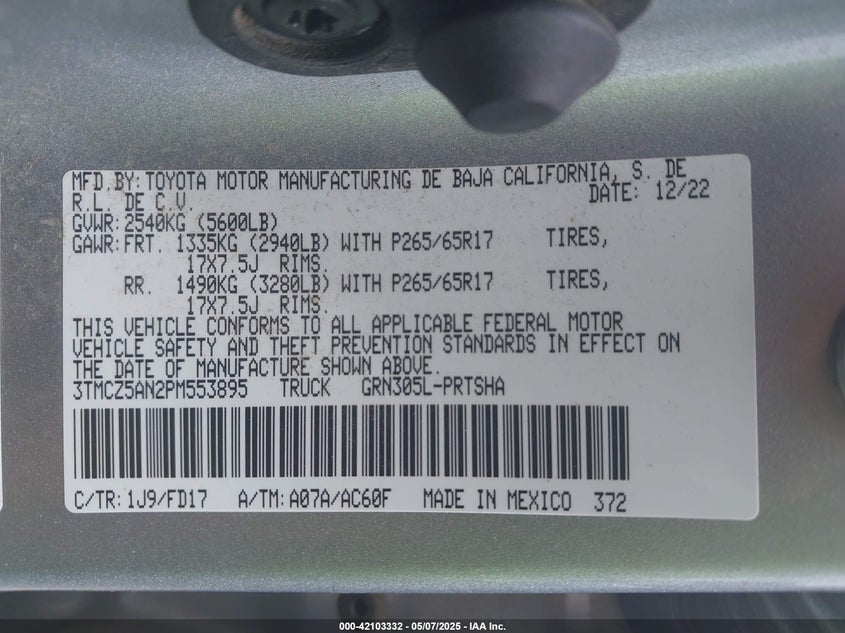 MFD.BY:TOYOTA MOTOR MANUFACTURING DE BAJA CALIFORNIA, S. DE
R.L. DE C.V. DATE: 12/22
GVWR:2540KG (5600LB)
GAWR:FRT 1335KG (2940LB) WITH P265/65R17 TIRES,
17X7.5J RIMS.
RR. 1490KG (3280LB) WITH P265/65R17 TIRES,
17X7.5J RIMS.
THIS VEHICLE CONFORMS TO ALL APPLICABLE FEDERAL MOTOR
VEHICLE SAFETY AND THEFT PREVENTION STANDARDS IN EFFECT ON
THE DATE OF MANUFACTURE SHOWN ABOVE.
3TMCZ5AN2PM553895 TRUCK GRN305L-PRTSHA
C/TR:1J9/FD17 A/TM:A07A/AC60F MADE IN MEXICO 372
000-42103332 - 05/07/2025 - IAA Inc.